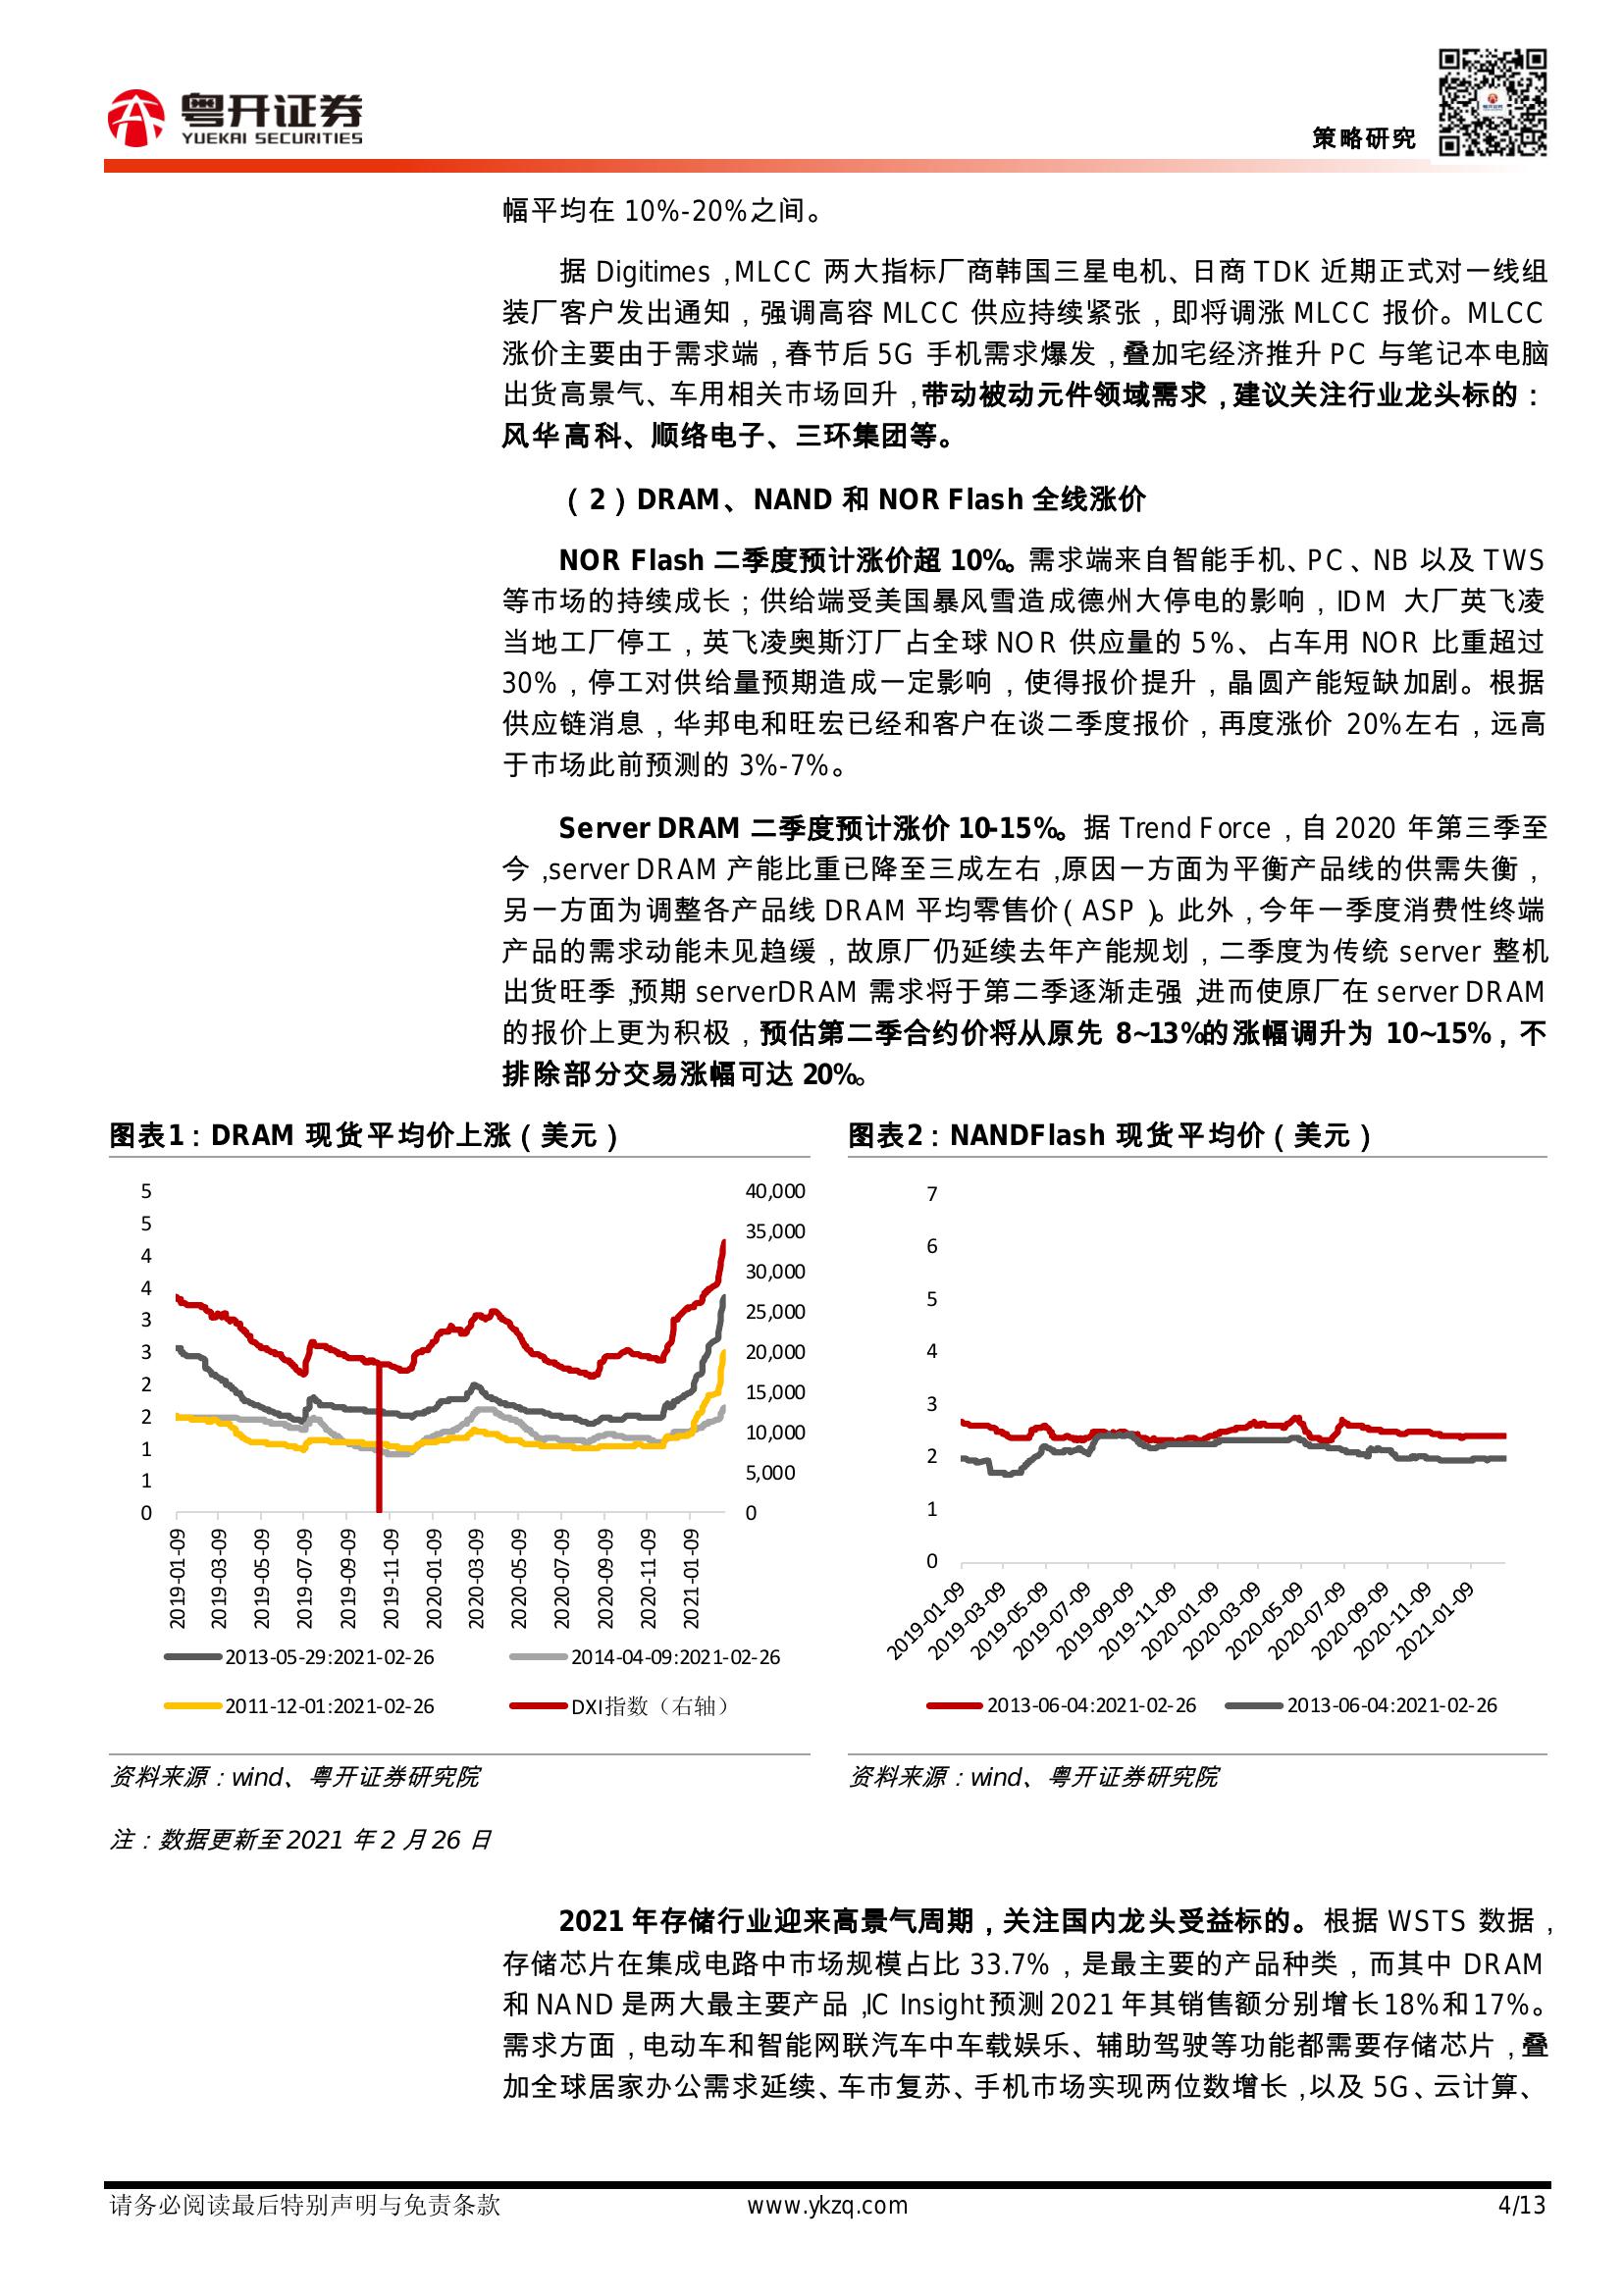 粤开证券
YUEKAI SECURITIES
策略研究
幅平均在 10%-20%之间。
据 Digitimes，MLCC 两大指标厂商韩国三星电机、日商 TDK 近期正式对一线组
装厂客户发出通知，强调高容 MLCC 供应持续紧张，即将调涨 MLCC 报价。MLCC
涨价主要由于需求端，春节后 5G 手机需求爆发，叠加宅经济推升 PC 与笔记本电脑
出货高景气、车用相关市场回升，带动被动元件领域需求，建议关注行业龙头标的：
风华高科、顺络电子、三环集团等。
（2）DRAM、NAND 和 NOR Flash 全线涨价
NOR Flash 二季度预计涨价超 10%。需求端来自智能手机、PC、NB 以及 TWS
等市场的持续成长；供给端受美国暴风雪造成德州大停电的影响，IDM 大厂英飞凌
当地工厂停工，英飞凌奥斯汀厂占全球 NOR 供应量的 5%、占车用 NOR 比重超过
30%，停工对供给量预期造成一定影响，使得报价提升，晶圆产能短缺加剧。根据
供应链消息，华邦电和旺宏已经和客户在谈二季度报价，再度涨价 20%左右，远高
于市场此前预测的 3%-7%。
Server DRAM 二季度预计涨价 10-15%。据 Trend Force，自 2020 年第三季至
今，server DRAM 产能比重已降至三成左右，原因一方面为平衡产品线的供需失衡，
另一方面为调整各产品线 DRAM 平均零售价（ASP）。此外，今年一季度消费性终端
产品的需求动能未见趋缓，故原厂仍延续去年产能规划，二季度为传统 server 整机
出货旺季，预期 serverDRAM 需求将于第二季逐渐走强，进而使原厂在 server DRAM
的报价上更为积极，预估第二季合约价将从原先 8~13%的涨幅调升为 10~15%，不
排除部分交易涨幅可达 20%。
图表1：DRAM 现货平均价上涨（美元）
5
5
4
4
3
3
2
2
1
1
0
40,000
35,000
30,000
25,000
20,000
15,000
10,000
5,000
0
2019-01-09
2019-03-09
2019-05-09
2019-07-09
2019-09-09
2019-11-09
2020-01-09
2020-03-09
2020-05-09
2020-07-09
2020-09-09
2020-11-09
2021-01-09
2013-05-29:2021-02-26
2014-04-09:2021-02-26
2011-12-01:2021-02-26
DXI指数（右轴）
资料来源：wind、粤开证券研究院
图表2：NANDFlash 现货平均价（美元）
7
6
5
4
3
2
1
0
2019-01-09
2019-03-09
2019-05-09
2019-07-09
2019-09-09
2019-11-09
2020-01-09
2020-03-09
2020-05-09
2020-07-09
2020-09-09
2020-11-09
2021-01-09
2013-06-04:2021-02-26
2013-06-04:2021-02-26
资料来源：wind、粤开证券研究院
注：数据更新至 2021 年 2 月 26 日
2021 年存储行业迎来高景气周期，关注国内龙头受益标的。根据 WSTS 数据，
存储芯片在集成电路中市场规模占比 33.7%，是最主要的产品种类，而其中 DRAM
和 NAND 是两大最主要产品，IC Insight 预测 2021 年其销售额分别增长 18%和 17%。
需求方面，电动车和智能网联汽车中车载娱乐、辅助驾驶等功能都需要存储芯片，叠
加全球居家办公需求延续、车市复苏、手机市场实现两位数增长，以及 5G、云计算、
请务必阅读最后特别声明与免责条款
www.ykzq.com
4/13